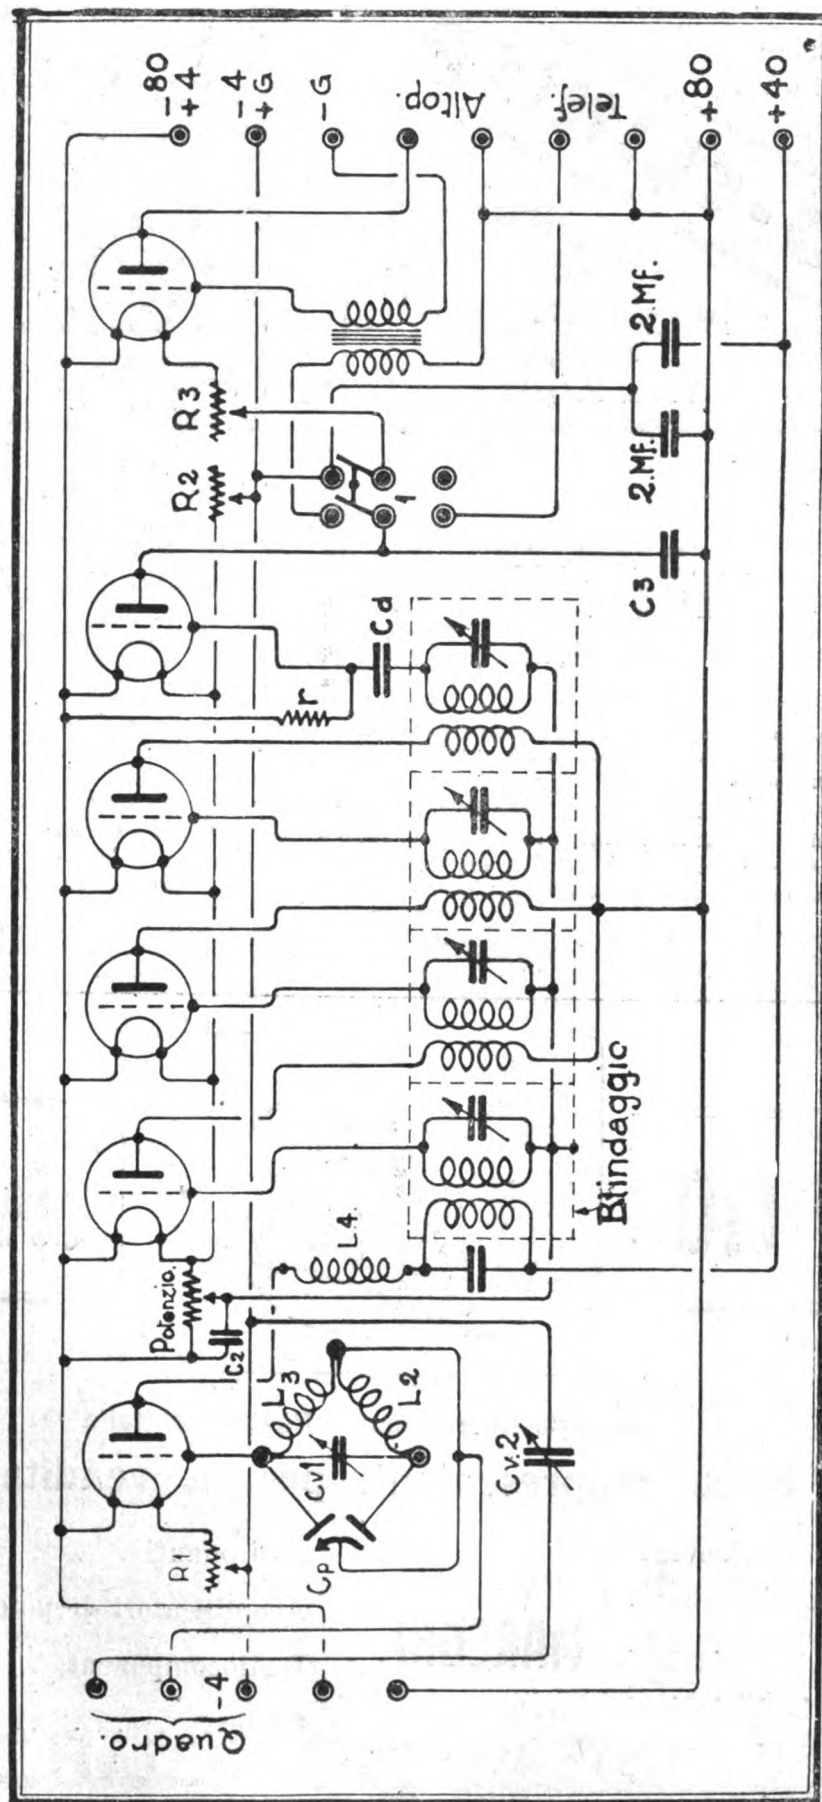 Quadro.
-4
R1
Potenzio.
C2
L3
L2
L4
Cv1
Cp
Cv.2
Blindaggio
r
Cd
C3
R2
R3
1
2.Mf.
2.Mf.
-80
+4
-4
+G
-G
Altop.
Telef.
+80
+40